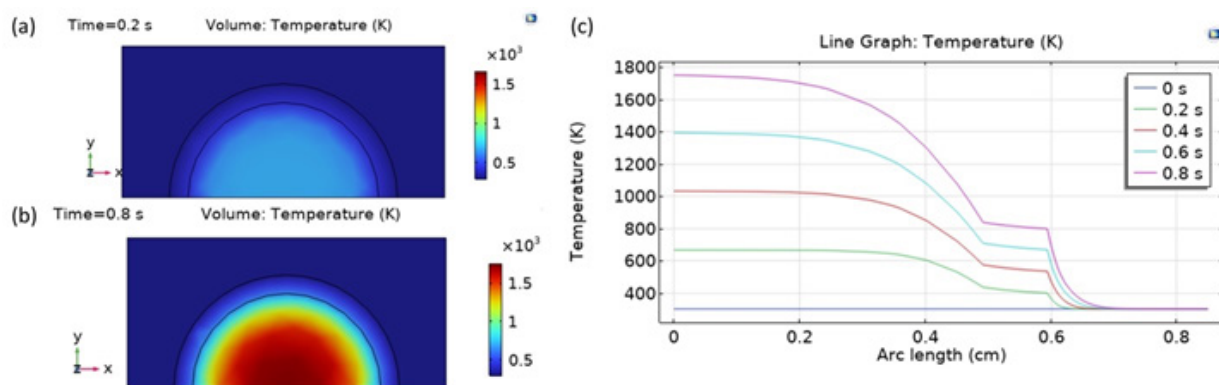 (a) Time=0.2 s Volume: Temperature (K)
×10³
1.5
1
0.5
y
z x
(b) Time=0.8 s Volume: Temperature (K)
×10³
1.5
1
0.5
y
z x
(c)
Line Graph: Temperature (K)
1800
1600
1400
1200
1000
800
600
400
Temperature (K)
0 s
0.2 s
0.4 s
0.6 s
0.8 s
0 0.2 0.4 0.6 0.8
Arc length (cm)